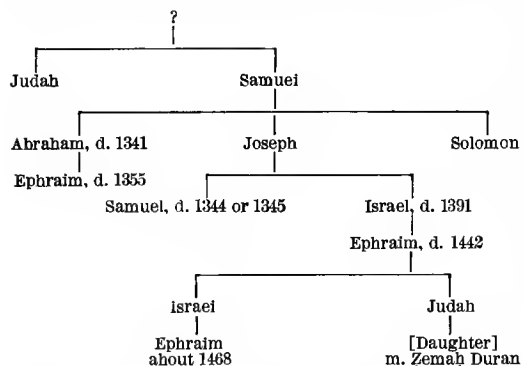 ?
Judah Samuei
Abraham, d. 1341 Joseph Solomon
Ephraim, d. 1355
Samuel, d. 1344 or 1345 Israel, d. 1391
Ephraim, d. 1442
israei Judah
Ephraim [Daughter]
ahout 1468 m. Zemah Duran